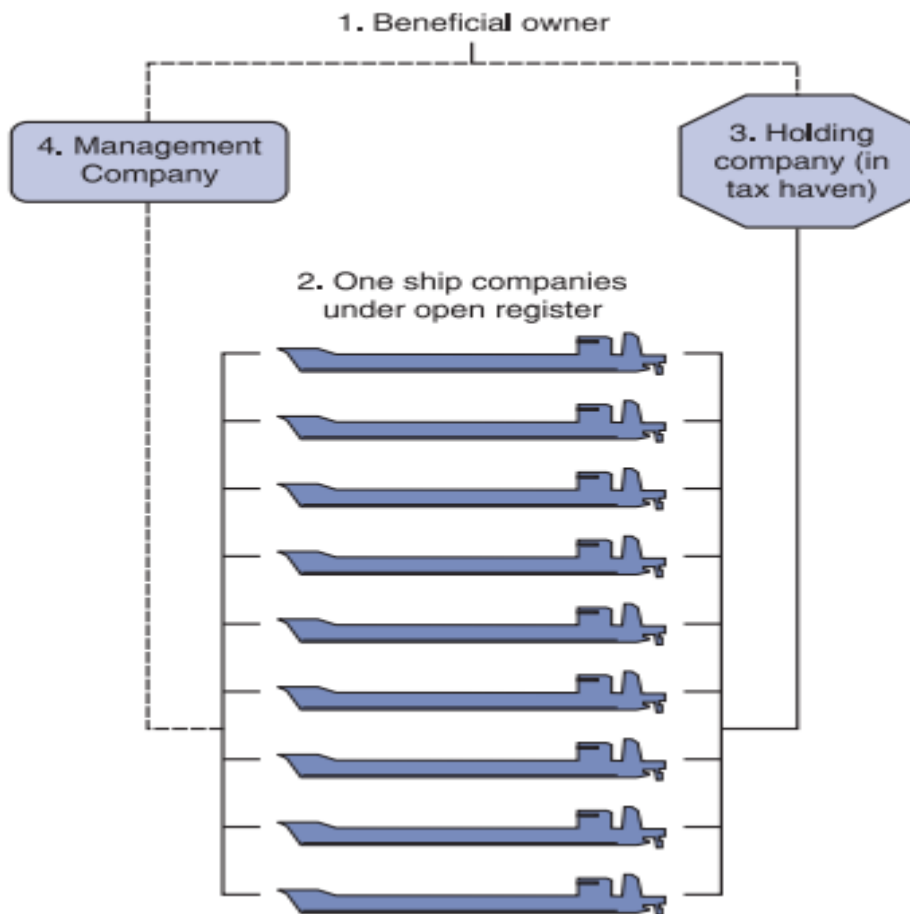 1. Beneficial owner
4. Management
Company
3. Holding
company (in
tax haven)
2. One ship companies
under open register